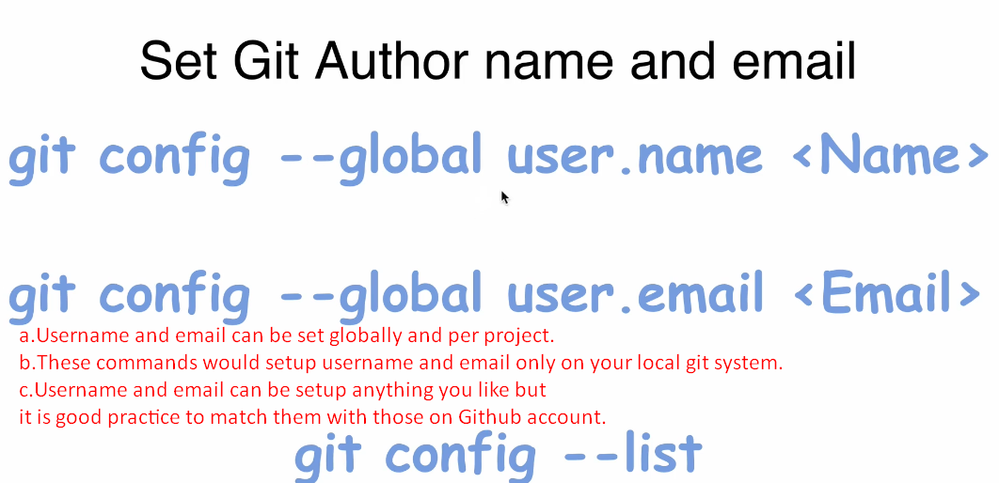 Set Git Author name and email
git config --global user.name <Name>
git config --global user.email <Email>
a.Username and email can be set globally and per project.
b.These commands would setup username and email only on your local git system.
c.Username and email can be setup anything you like but
it is good practice to match them with those on Github account.
git config --list